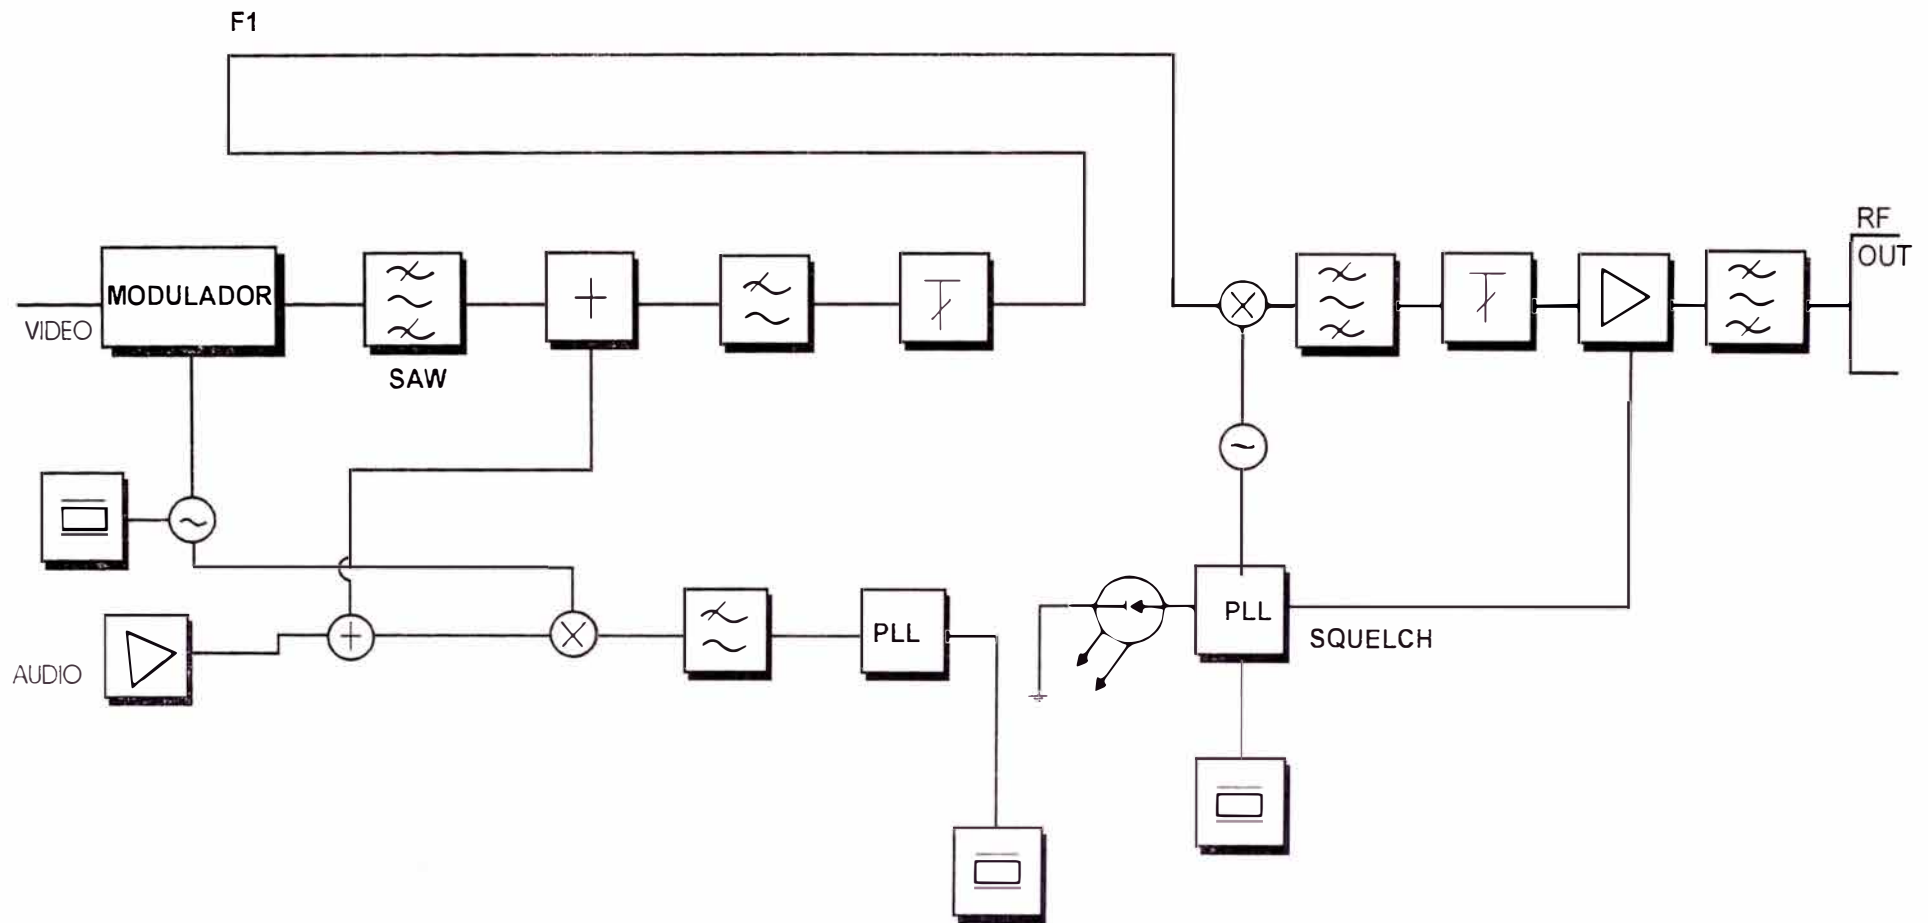 F1
RF
OUT
MODULADOR
VIDEO
SAW
PLL
PLL
SQUELCH
AUDIO